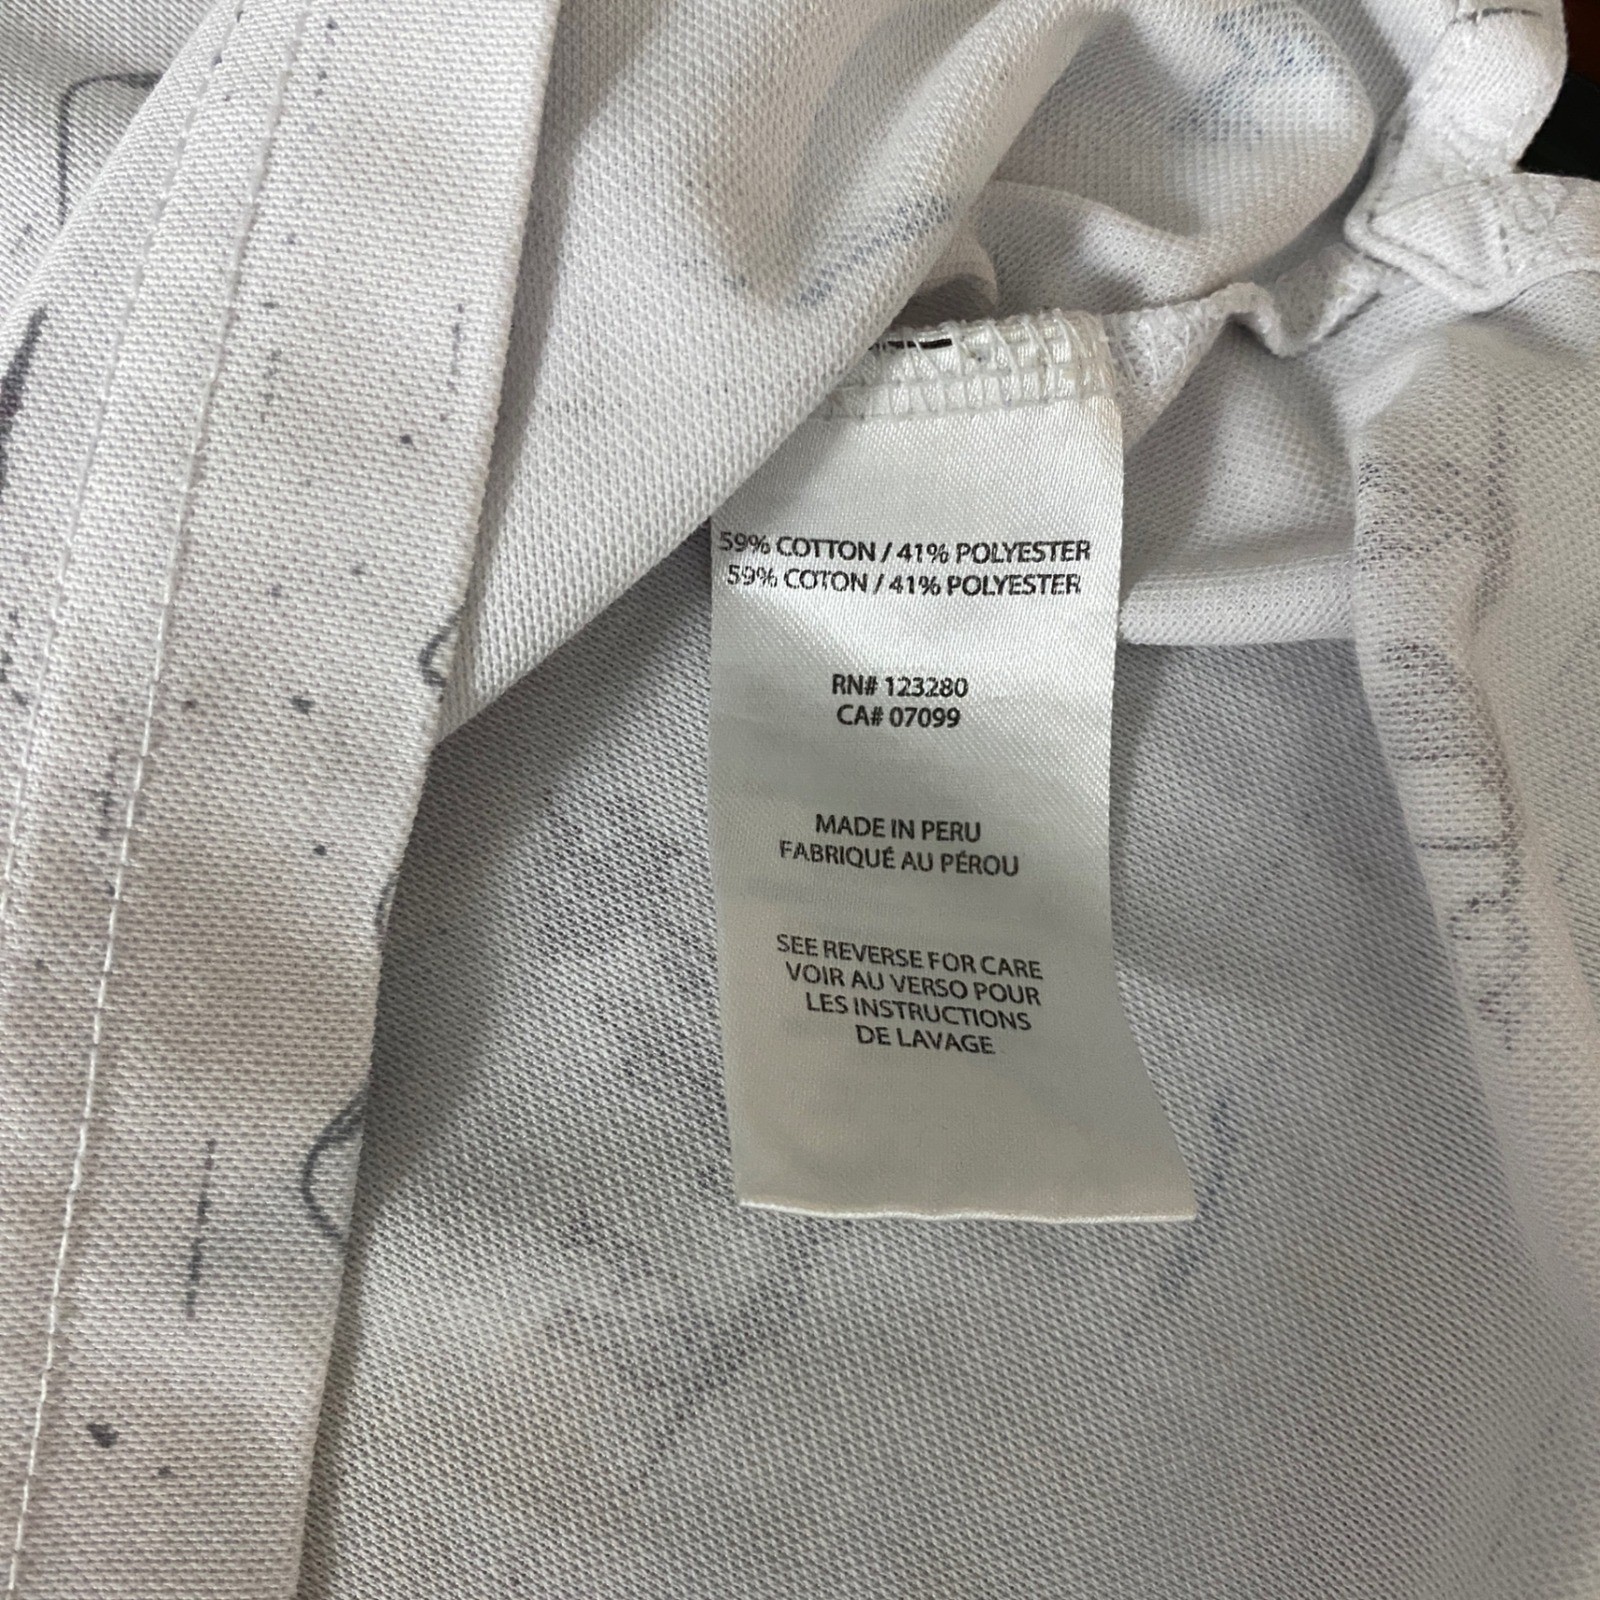 59% COTTON / 41% POLYESTER
59% COTON / 41% POLYESTER
RN# 123280
CA# 07099
MADE IN PERU
FABRIQUÉ AU PÉROU
SEE REVERSE FOR CARE
VOIR AU VERSO POUR
LES INSTRUCTIONS
DE LAVAGE